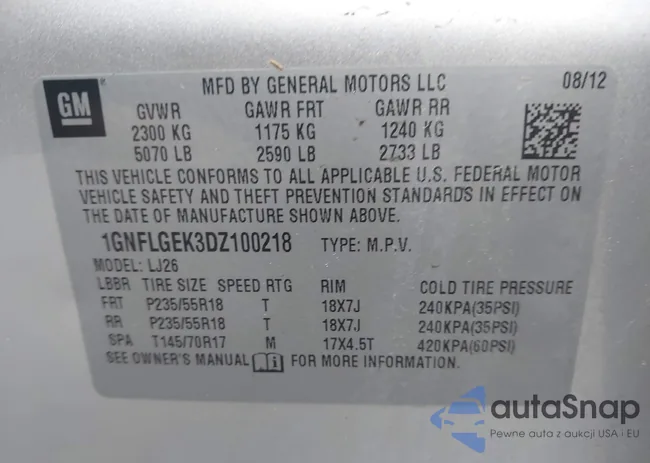 GM
MFD BY GENERAL MOTORS LLC 08/12
GVWR GAWR FRT GAWR RR
2300 KG 1175 KG 1240 KG
5070 LB 2590 LB 2733 LB
THIS VEHICLE CONFORMS TO ALL APPLICABLE U.S. FEDERAL MOTOR
VEHICLE SAFETY AND THEFT PREVENTION STANDARDS IN EFFECT ON
THE DATE OF MANUFACTURE SHOWN ABOVE.
1GNFLGEK3DZ100218 TYPE: M.P.V.
MODEL: LJ26
LBBR TIRE SIZE SPEED RTG RIM COLD TIRE PRESSURE
FRT P235/55R18 T 18X7J 240KPA(35PSI)
RR P235/55R18 T 18X7J 240KPA(35PSI)
SPA T145/70R17 M 17X4.5T 420KPA(60PSI)
SEE OWNER'S MANUAL FOR MORE INFORMATION.
autaSnap
Pewne auta z aukcji USA i EU